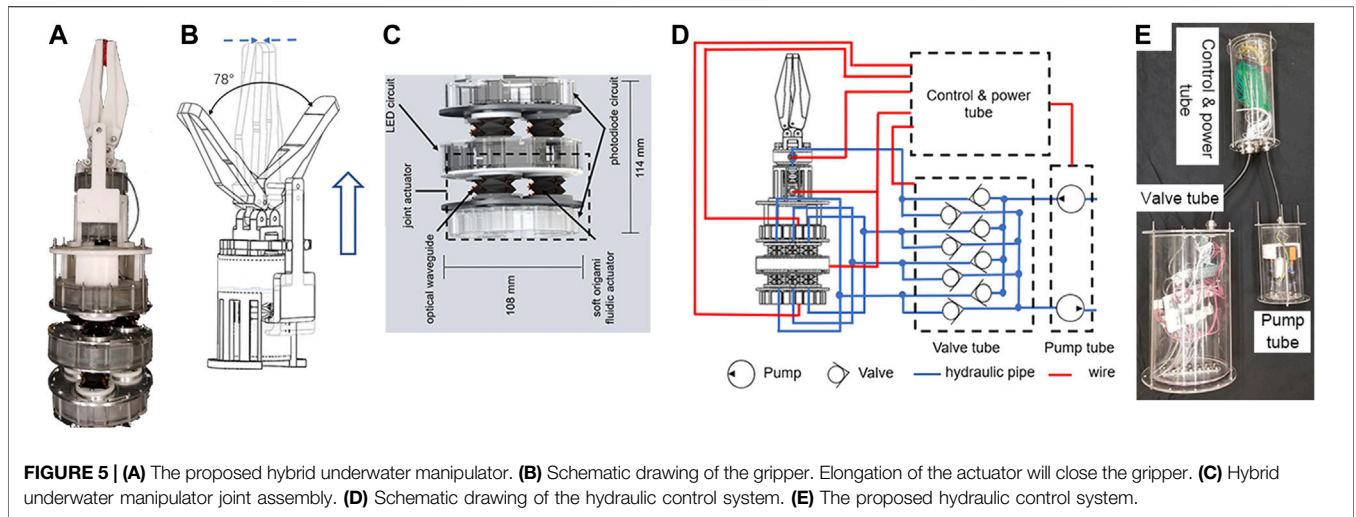 A
B
78°
C
LED circuit
joint actuator
optical waveguide
108 mm
soft origami
fluidic actuator
photodiode circuit
114 mm
D
Control & power
tube
Valve tube
Pump tube
Pump
Valve
hydraulic pipe
wire
E
Control & power
tube
Valve tube
Pump
tube
FIGURE 5 | (A) The proposed hybrid underwater manipulator. (B) Schematic drawing of the gripper. Elongation of the actuator will close the gripper. (C) Hybrid
underwater manipulator joint assembly. (D) Schematic drawing of the hydraulic control system. (E) The proposed hydraulic control system.